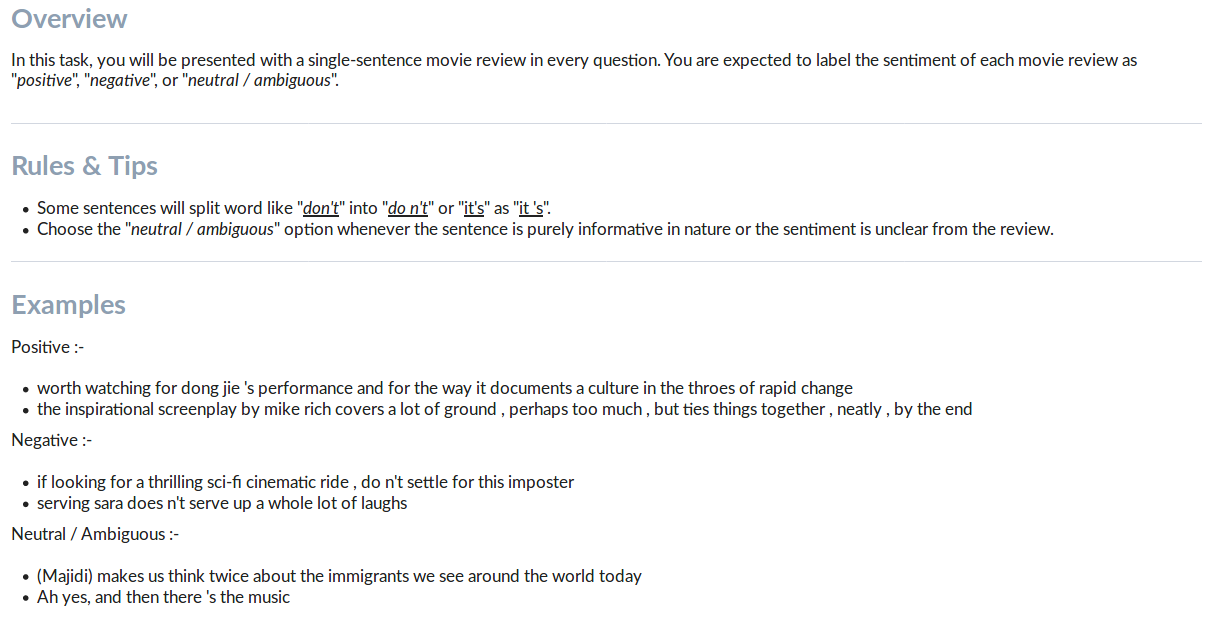 Overview
In this task, you will be presented with a single-sentence movie review in every question. You are expected to label the sentiment of each movie review as
"positive", "negative", or "neutral / ambiguous".
Rules & Tips
• Some sentences will split word like "don't" into "do n't" or "it's" as "it 's".
• Choose the "neutral / ambiguous" option whenever the sentence is purely informative in nature or the sentiment is unclear from the review.
Examples
Positive :-
• worth watching for dong jie 's performance and for the way it documents a culture in the throes of rapid change
• the inspirational screenplay by mike rich covers a lot of ground , perhaps too much , but ties things together , neatly , by the end
Negative :-
• if looking for a thrilling sci-fi cinematic ride , do n't settle for this imposter
• serving sara does n't serve up a whole lot of laughs
Neutral / Ambiguous :-
• (Majidi) makes us think twice about the immigrants we see around the world today
• Ah yes, and then there 's the music